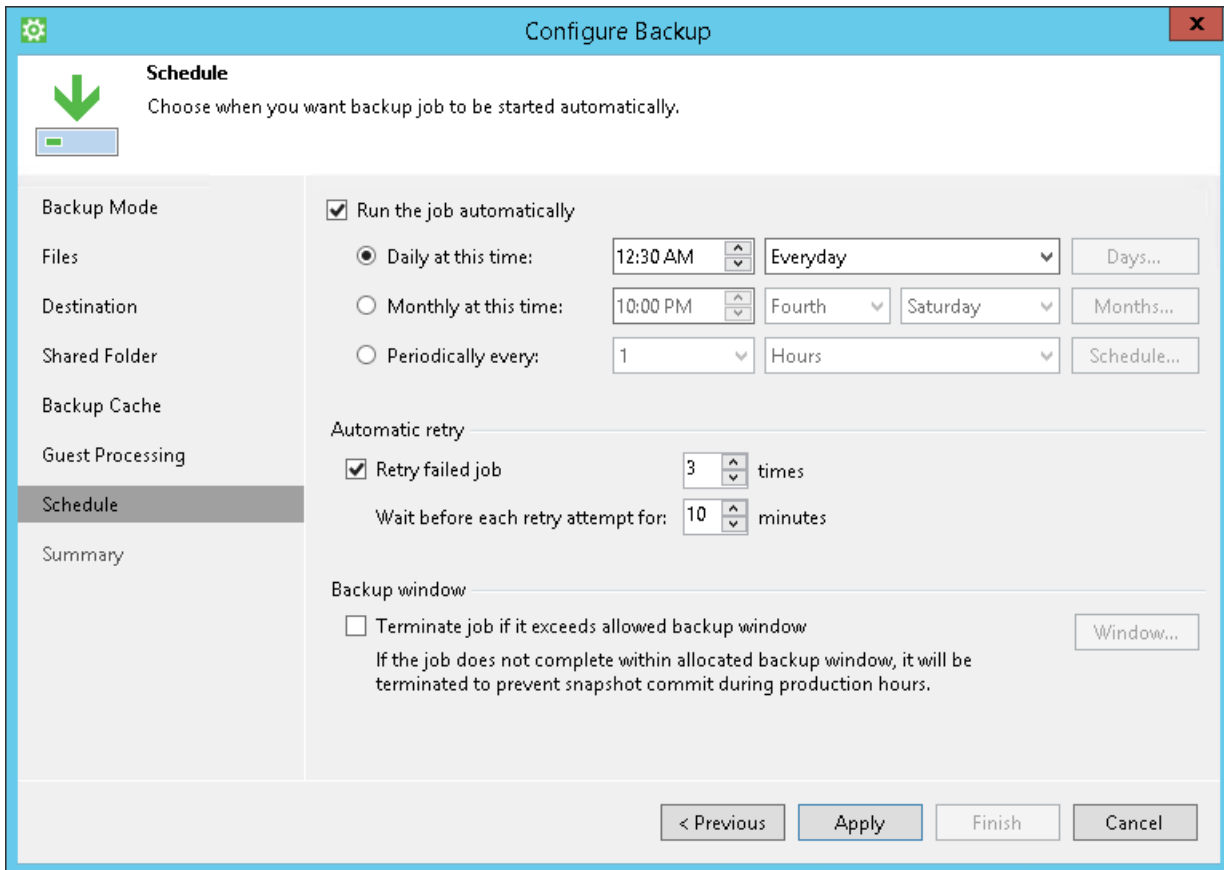 Configure Backup
x
Schedule
Choose when you want backup job to be started automatically.
Backup Mode
Files
Destination
Shared Folder
Backup Cache
Guest Processing
Schedule
Summary
Run the job automatically
Daily at this time: 12:30 AM Everyday Days...
Monthly at this time: 10:00 PM Fourth Saturday Months...
Periodically every: 1 Hours Schedule...
Automatic retry
Retry failed job 3 times
Wait before each retry attempt for: 10 minutes
Backup window
Terminate job if it exceeds allowed backup window Window...
If the job does not complete within allocated backup window, it will be
terminated to prevent snapshot commit during production hours.
< Previous Apply Finish Cancel